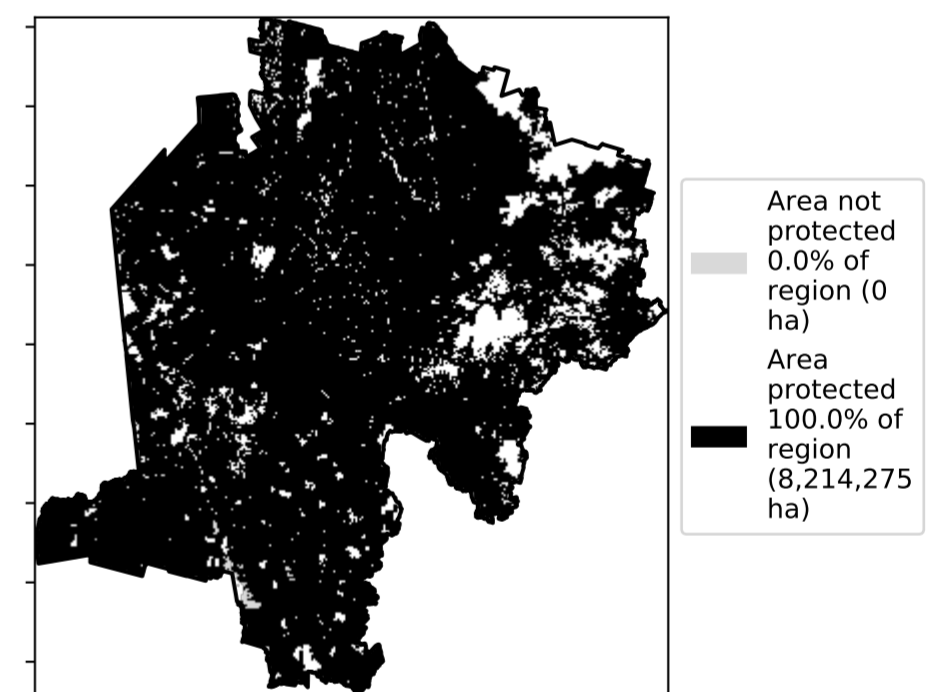 Area not
protected
0.0% of
region (0
ha)
Area
protected
100.0% of
region
(8,214,275
ha)